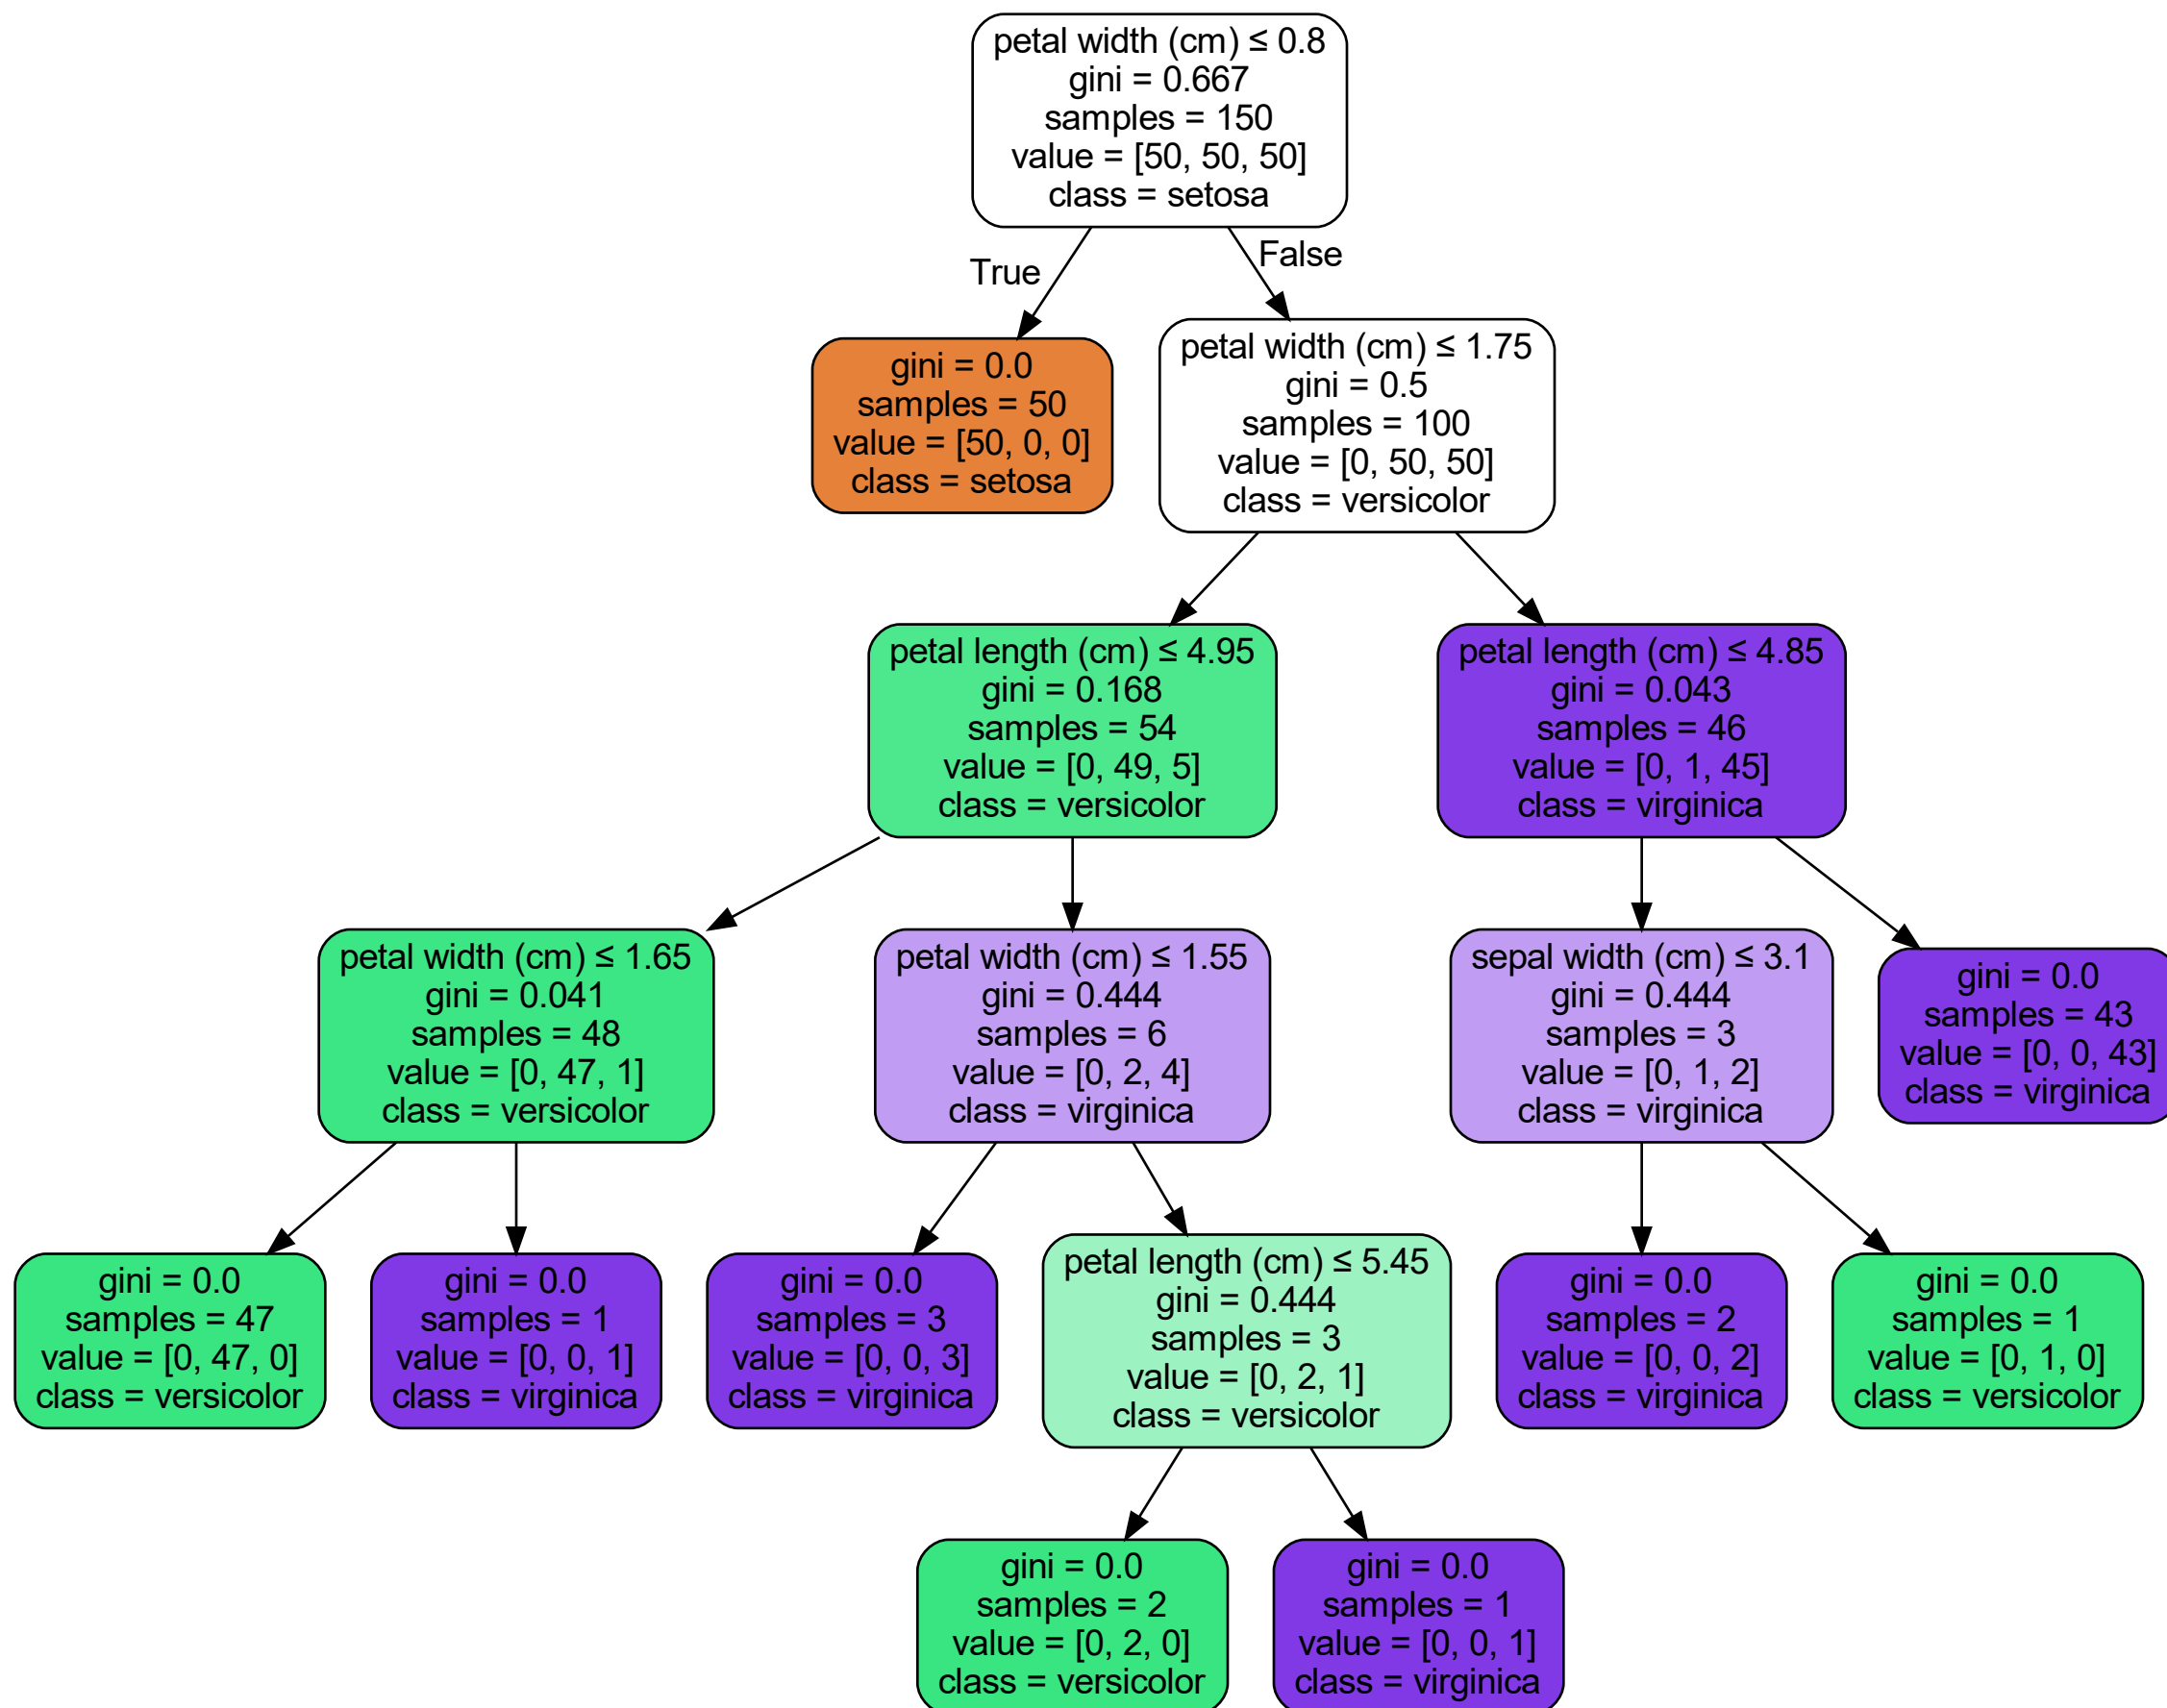 petal width (cm) ≤ 0.8
gini = 0.667
samples = 150
value = [50, 50, 50]
class = setosa
True
False
gini = 0.0
samples = 50
value = [50, 0, 0]
class = setosa
petal width (cm) ≤ 1.75
gini = 0.5
samples = 100
value = [0, 50, 50]
class = versicolor
petal length (cm) ≤ 4.95
gini = 0.168
samples = 54
value = [0, 49, 5]
class = versicolor
petal length (cm) ≤ 4.85
gini = 0.043
samples = 46
value = [0, 1, 45]
class = virginica
petal width (cm) ≤ 1.65
gini = 0.041
samples = 48
value = [0, 47, 1]
class = versicolor
petal width (cm) ≤ 1.55
gini = 0.444
samples = 6
value = [0, 2, 4]
class = virginica
sepal width (cm) ≤ 3.1
gini = 0.444
samples = 3
value = [0, 1, 2]
class = virginica
gini = 0.0
samples = 43
value = [0, 0, 43]
class = virginica
gini = 0.0
samples = 47
value = [0, 47, 0]
class = versicolor
gini = 0.0
samples = 1
value = [0, 0, 1]
class = virginica
gini = 0.0
samples = 3
value = [0, 0, 3]
class = virginica
petal length (cm) ≤ 5.45
gini = 0.444
samples = 3
value = [0, 2, 1]
class = versicolor
gini = 0.0
samples = 2
value = [0, 0, 2]
class = virginica
gini = 0.0
samples = 1
value = [0, 1, 0]
class = versicolor
gini = 0.0
samples = 2
value = [0, 2, 0]
class = versicolor
gini = 0.0
samples = 1
value = [0, 0, 1]
class = virginica